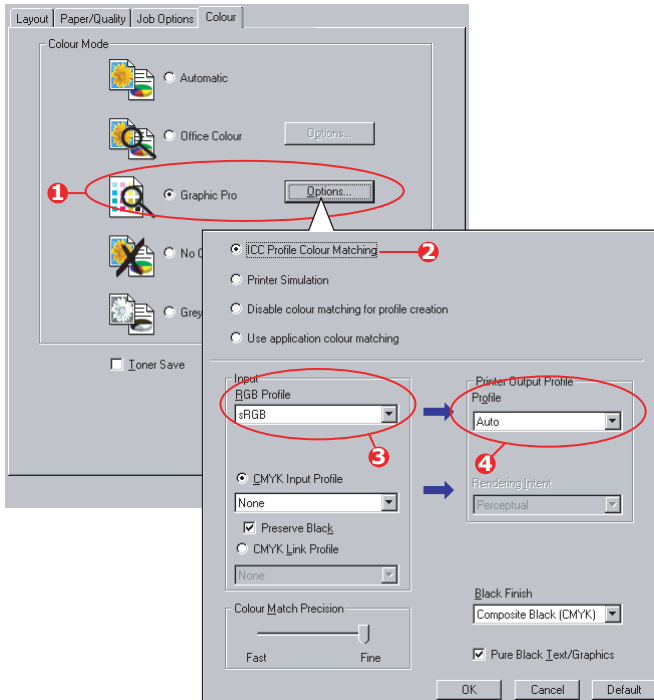 Layout Paper/Quality Job Options Colour
Colour Mode
Automatic
Office Colour Options...
1 Graphic Pro Options...
No C
Grey
Toner Save
ICC Profile Colour Matching 2
Printer Simulation
Disable colour matching for profile creation
Use application colour matching
Input
RGB Profile
sRGB
3
CMYK Input Profile
None
Preserve Black
CMYK Link Profile
None
Colour Match Precision
Fast Fine
Printer Output Profile
Profile
Auto
4
Rendering Intent
Perceptual
Black Finish
Composite Black (CMYK)
Pure Black Text/Graphics
OK Cancel Default